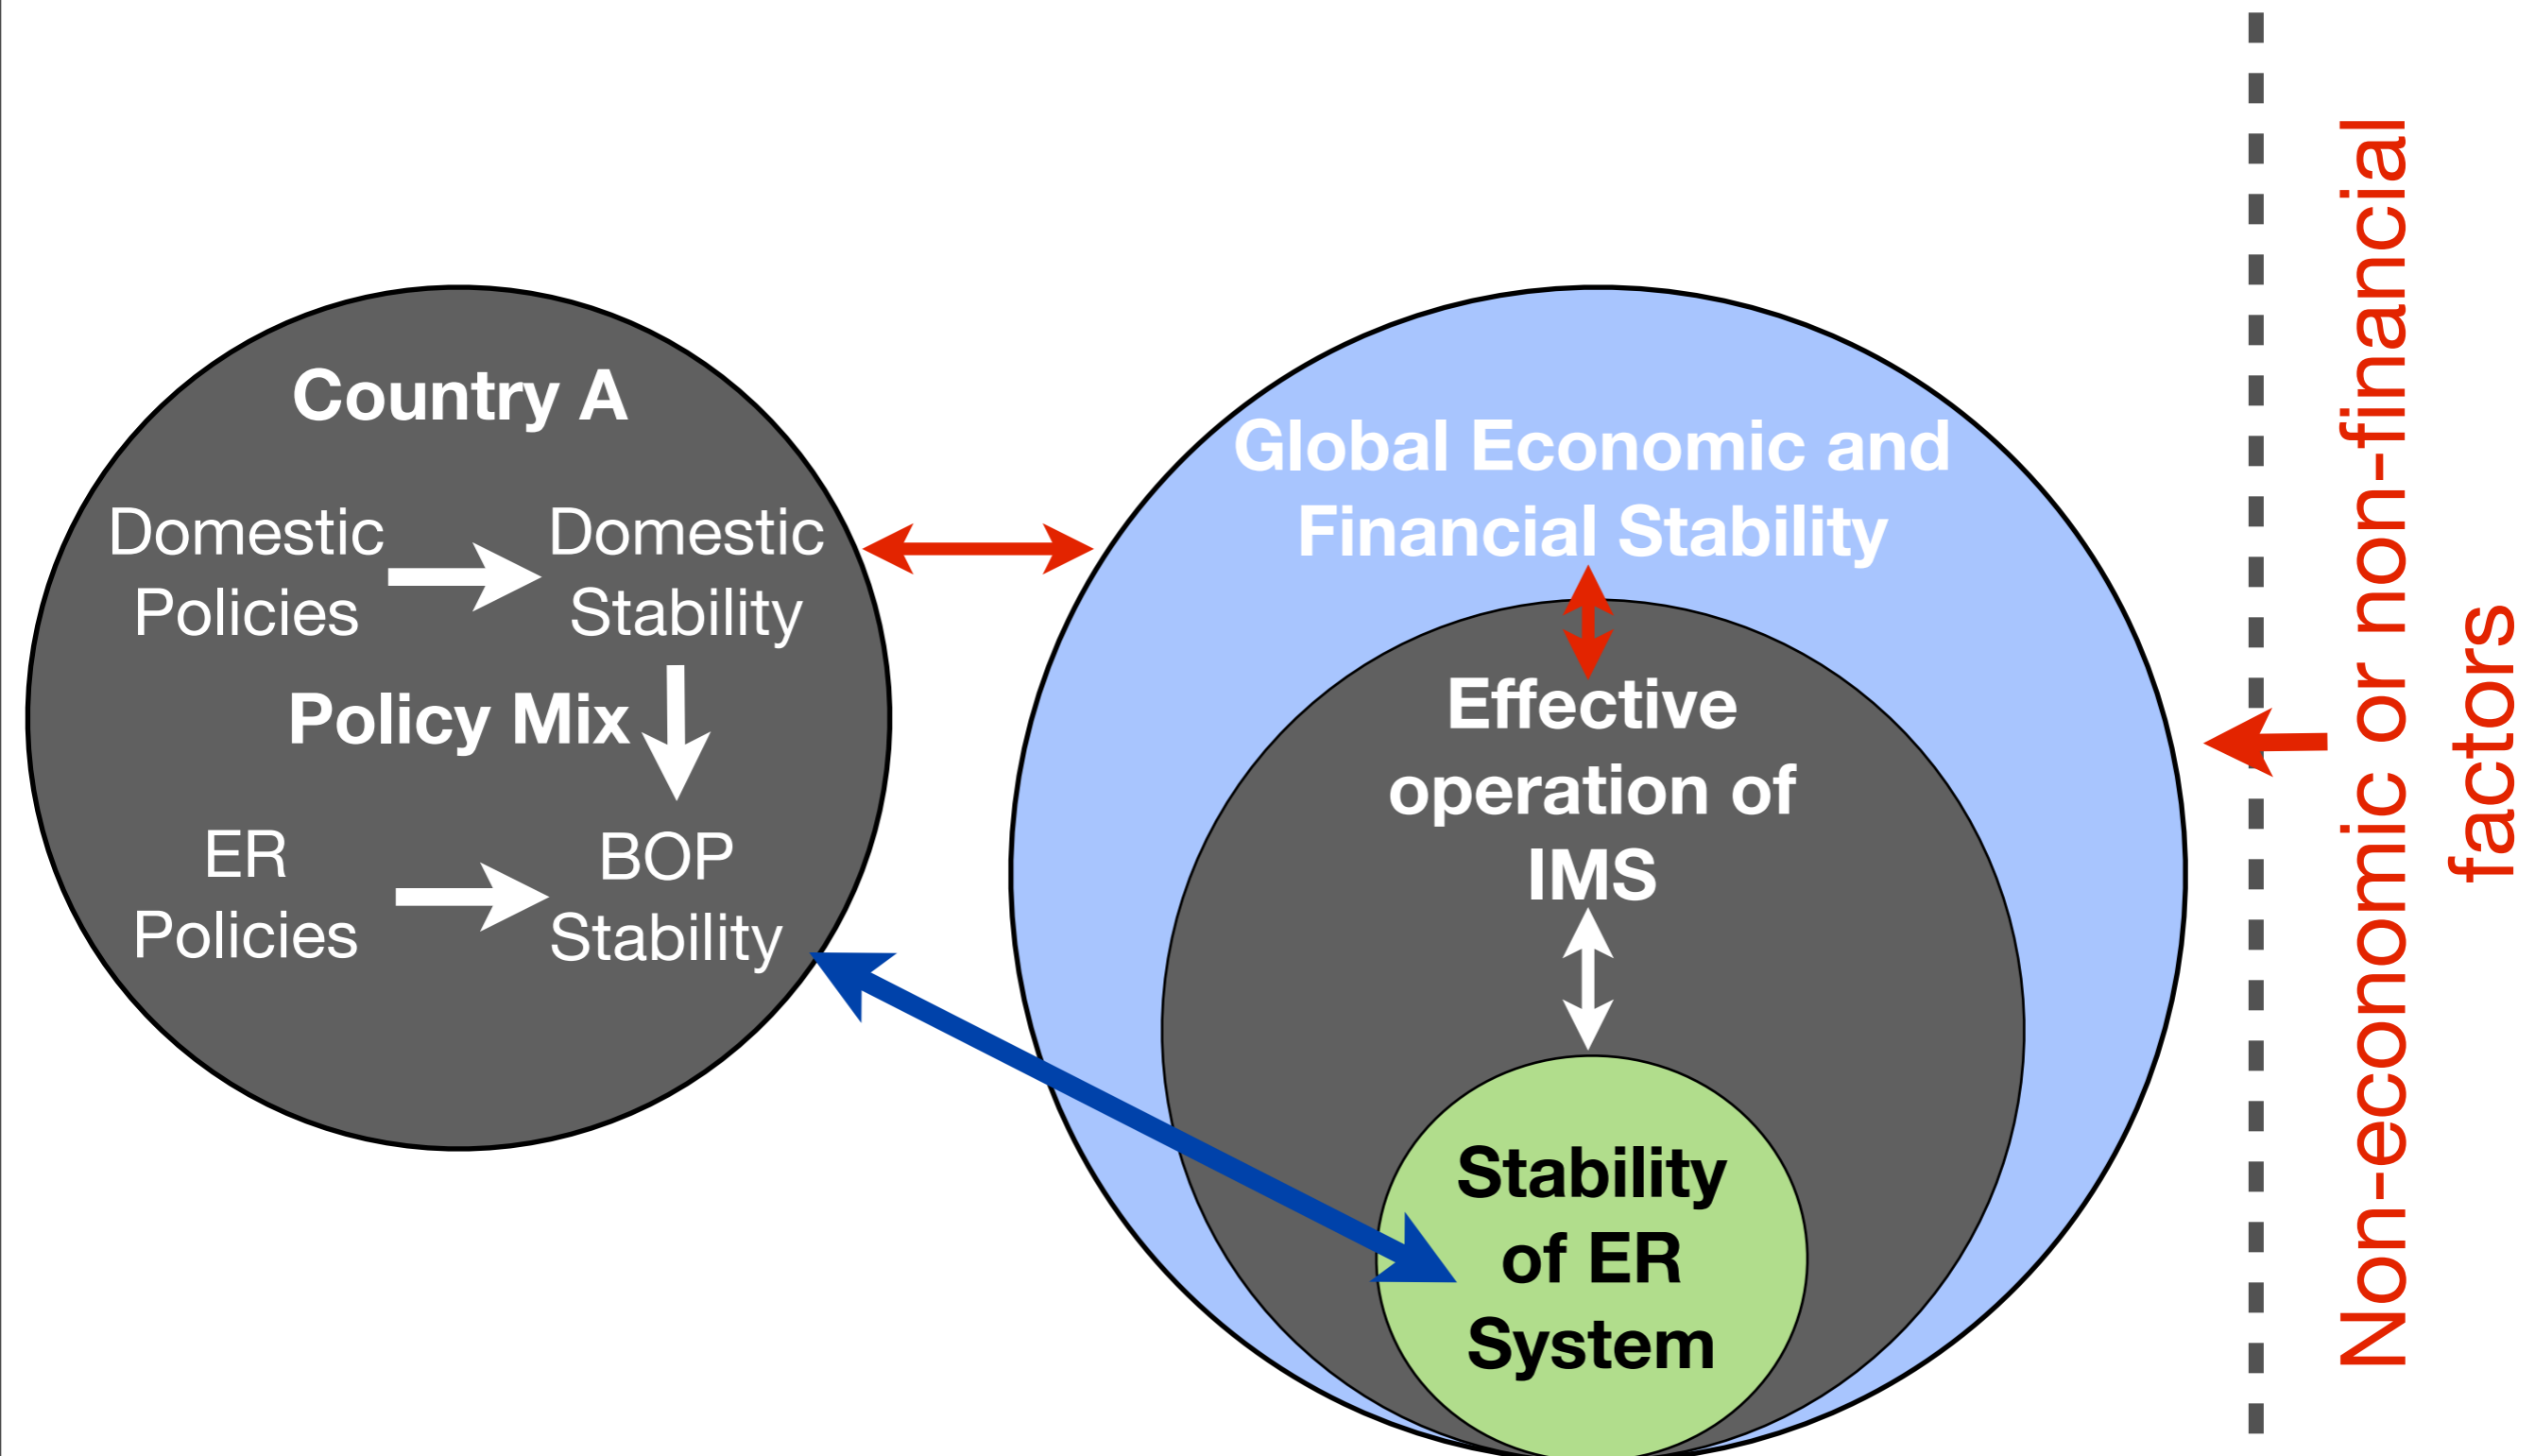 Country A
Domestic
Policies
Domestic
Stability
Policy Mix
ER
Policies
BOP
Stability
Global Economic and
Financial Stability
Effective
operation of
IMS
Stability
of ER
System
Non-economic or non-financial
factors